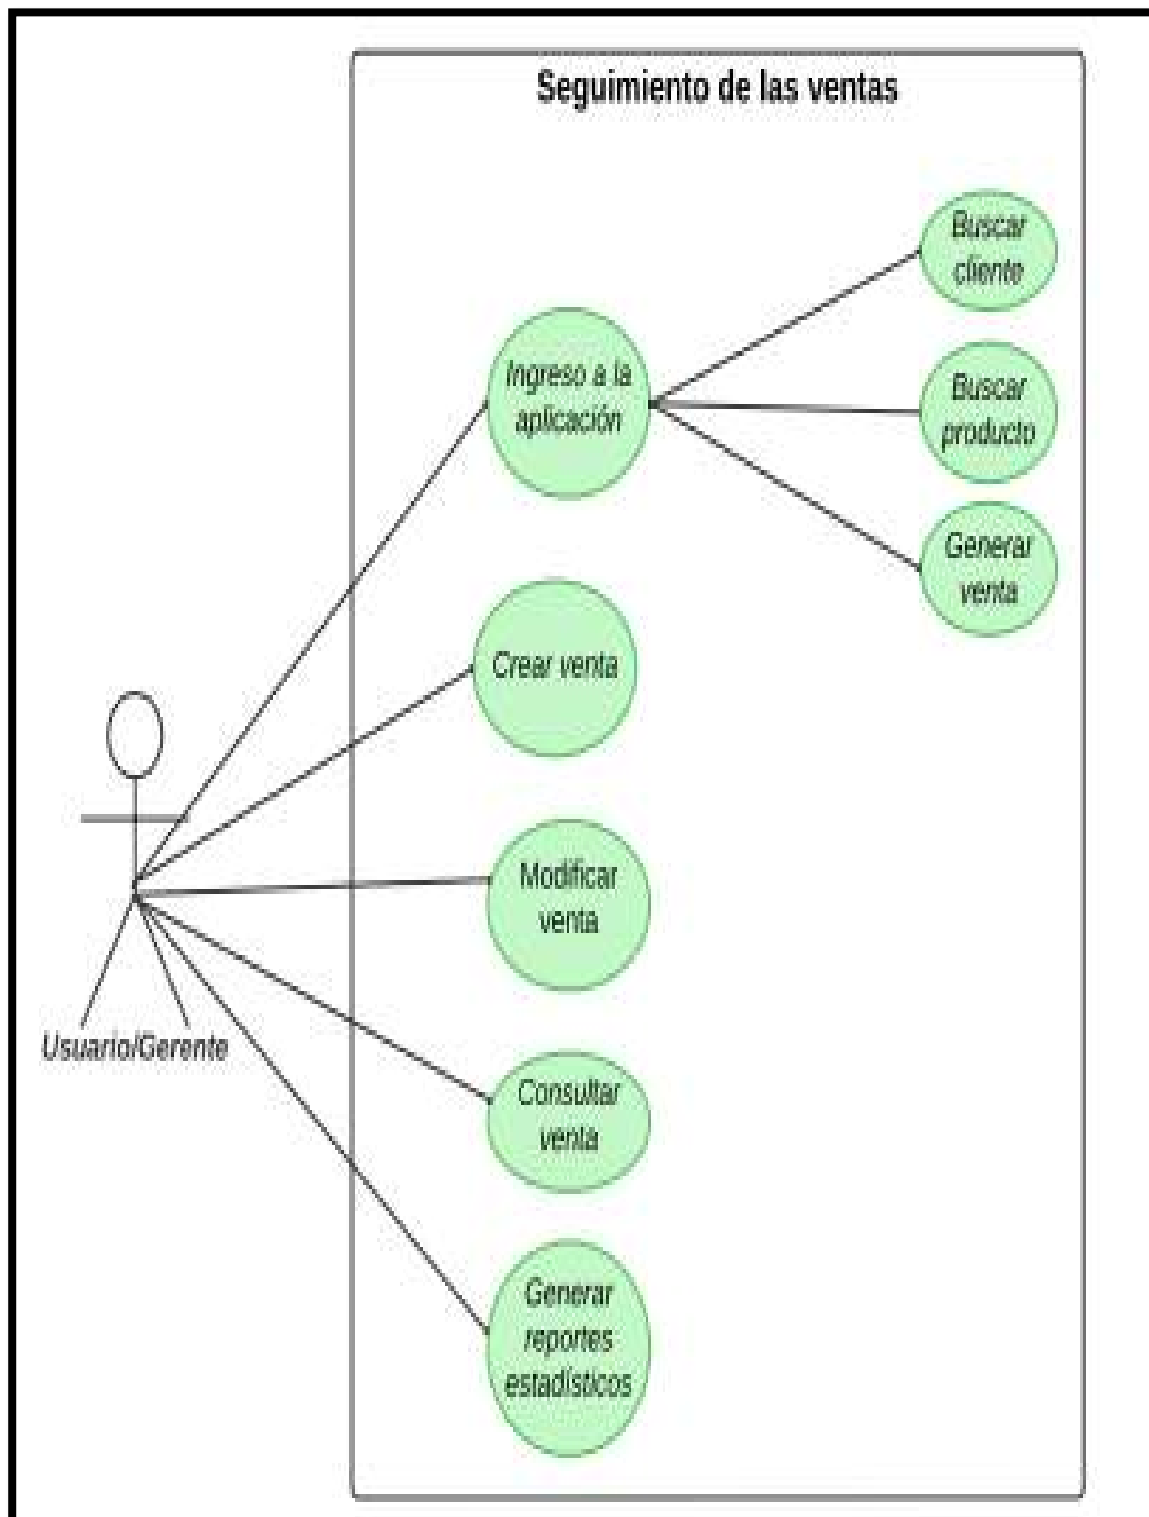 Seguimiento de las ventas
Buscar
cliente
Ingreso a la
aplicación
Buscar
producto
Generar
venta
Crear venta
Modificar
venta
Usuario/Gerente
Consultar
venta
Generar
reportes
estadísticos